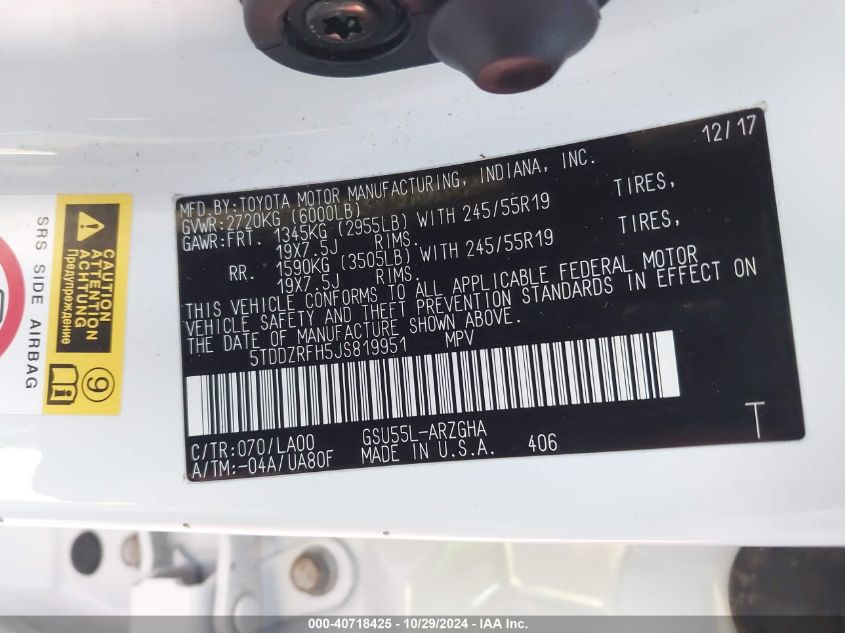 12/17
MFD.BY:TOYOTA MOTOR MANUFACTURING, INDIANA, INC.
GVWR:2720KG (6000LB)
GAWR:FRT. 1345KG (2955LB) WITH 245/55R19 TIRES,
19X7.5J RIMS.
RR. 1590KG (3505LB) WITH 245/55R19 TIRES,
19X7.5J RIMS.
THIS VEHICLE CONFORMS TO ALL APPLICABLE FEDERAL MOTOR
VEHICLE SAFETY AND THEFT PREVENTION STANDARDS IN EFFECT ON
THE DATE OF MANUFACTURE SHOWN ABOVE.
5TDDZRFH5JS819951 MPV
C/TR:070/LA00 GSU55L-ARZGHA
A/TM:-04A/UA80F MADE IN U.S.A. 406
T
SRS SIDE AIRBAG
CAUTION
ATTENTION
ACHTUNG
Предупреждение
9
000-40718425 - 10/29/2024 - IAA Inc.